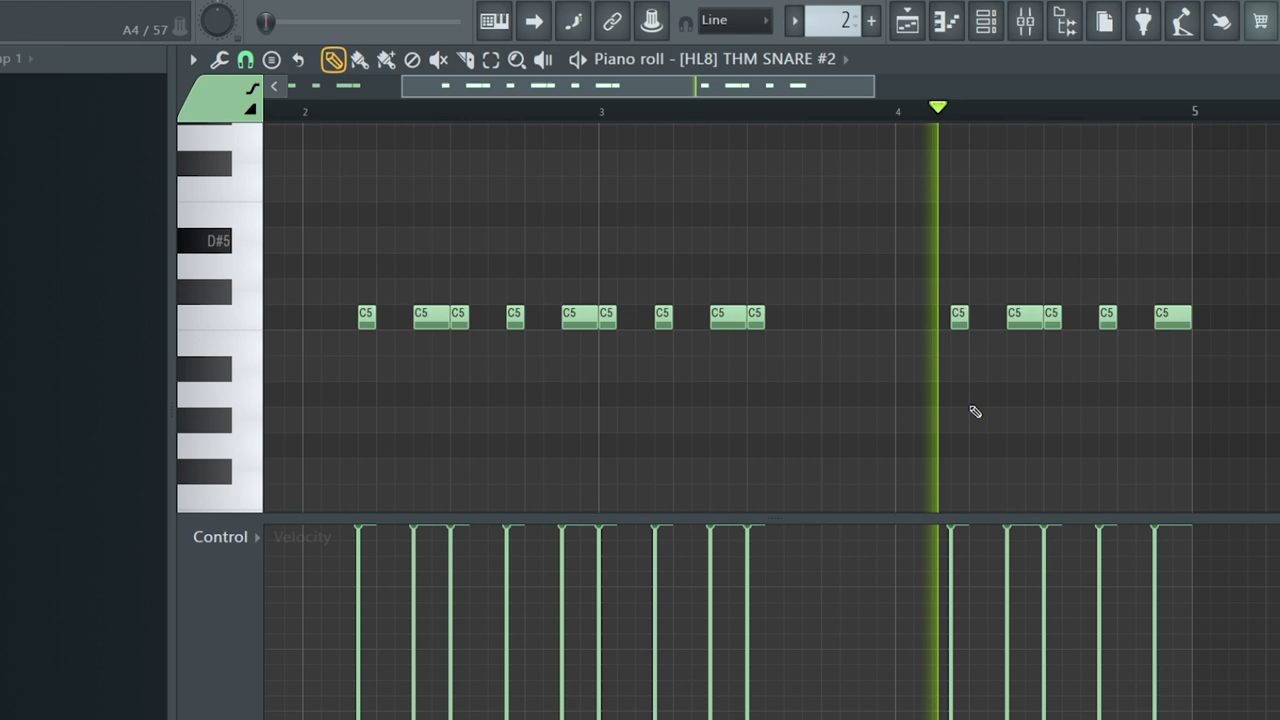 A4 / 57
Line
2
p 1
Piano roll - [HL8] THM SNARE #2
2 3 4 5
D#5
C5 C5 C5 C5 C5 C5 C5 C5 C5 C5 C5 C5 C5 C5
Control Velocity